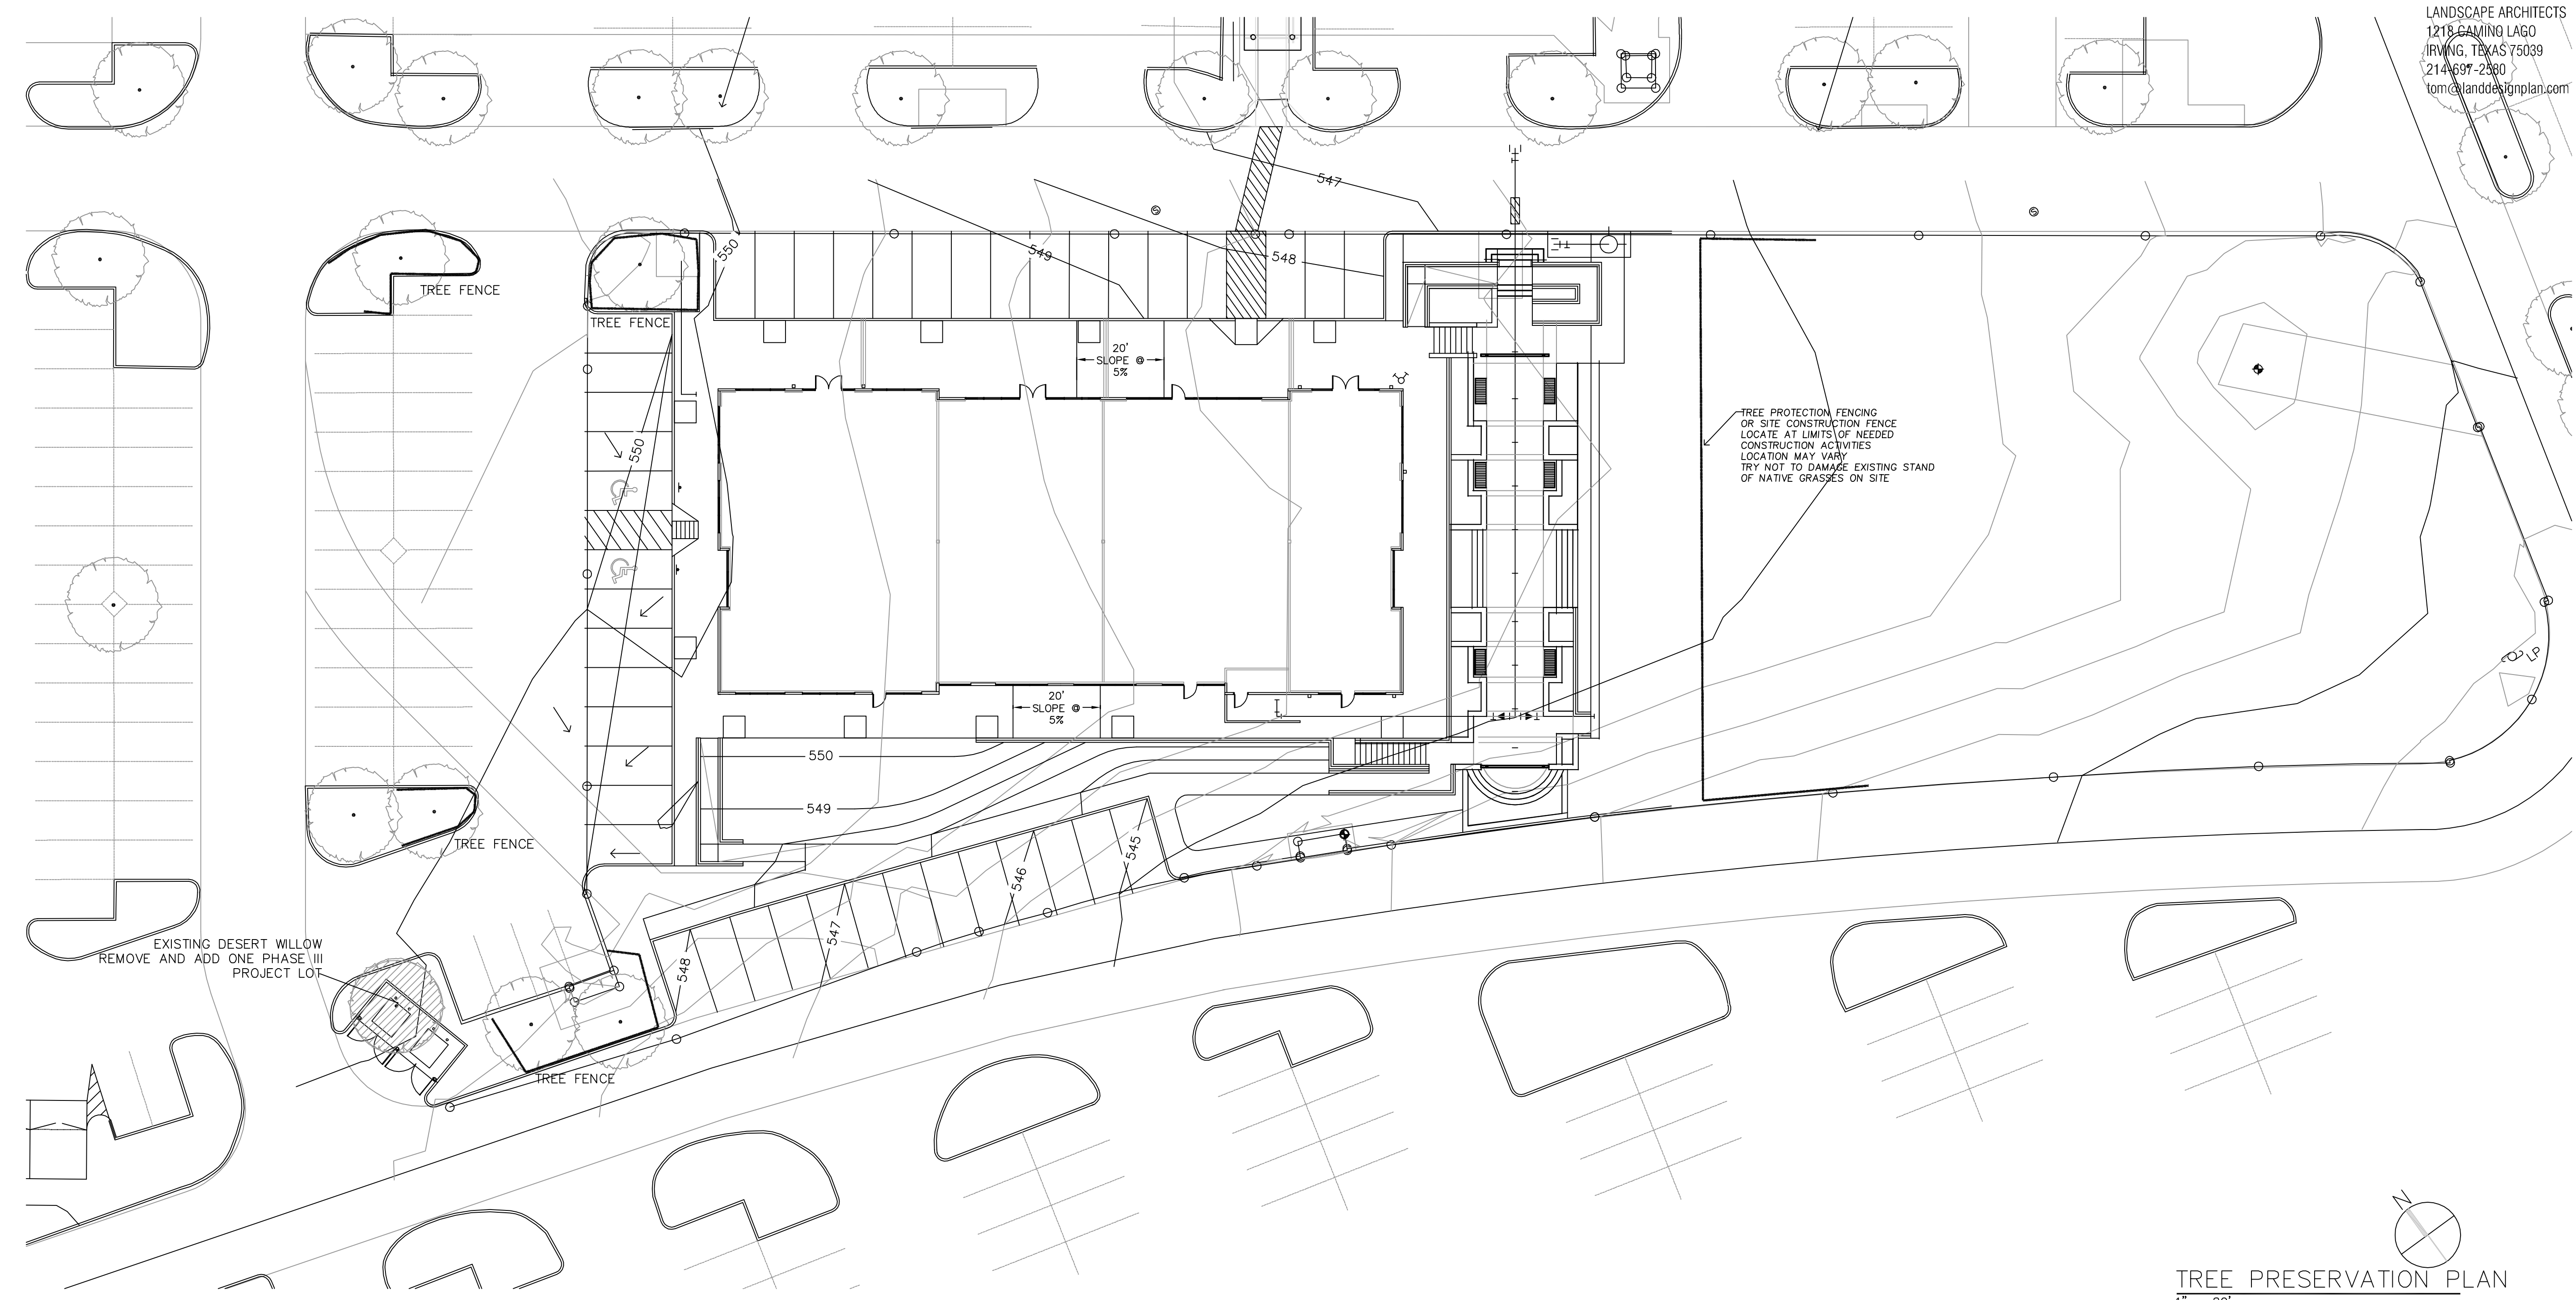 LANDSCAPE ARCHITECTS
1218 CAMINO LAGO
IRVING, TEXAS 75039
214-697-2580
tom@landdesignplan.com
547
550
549
548
TREE FENCE
TREE FENCE
20'
SLOPE @
5%
550
TREE PROTECTION FENCING
OR SITE CONSTRUCTION FENCE
LOCATE AT LIMITS OF NEEDED
CONSTRUCTION ACTIVITIES
LOCATION MAY VARY
TRY NOT TO DAMAGE EXISTING STAND
OF NATIVE GRASSES ON SITE
LP
20'
SLOPE @
5%
550
549
TREE FENCE
545
546
547
548
EXISTING DESERT WILLOW
REMOVE AND ADD ONE PHASE III
PROJECT LOT
TREE FENCE
N
TREE PRESERVATION PLAN